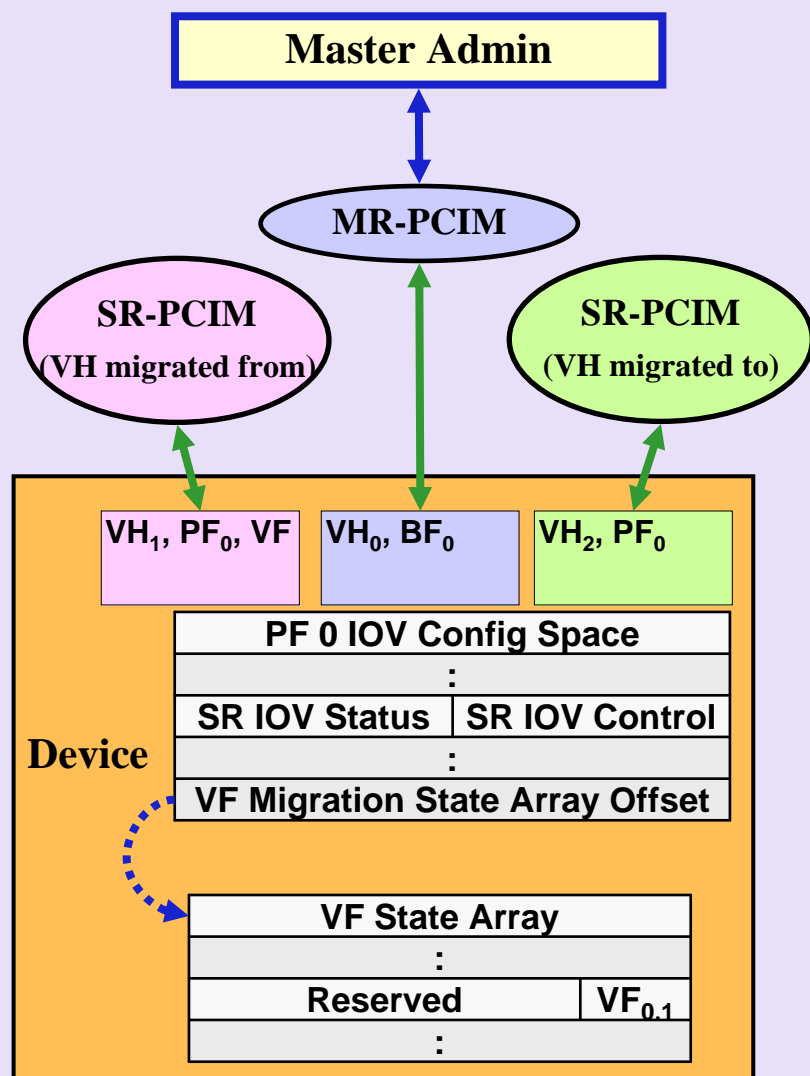 Master Admin
MR-PCIM
SR-PCIM
(VH migrated from)
SR-PCIM
(VH migrated to)
VH₁, PF₀, VF
VH₀, BF₀
VH₂, PF₀
PF 0 IOV Config Space
:
SR IOV Status SR IOV Control
:
Device
VF Migration State Array Offset
VF State Array
:
Reserved VF₀.₁
: